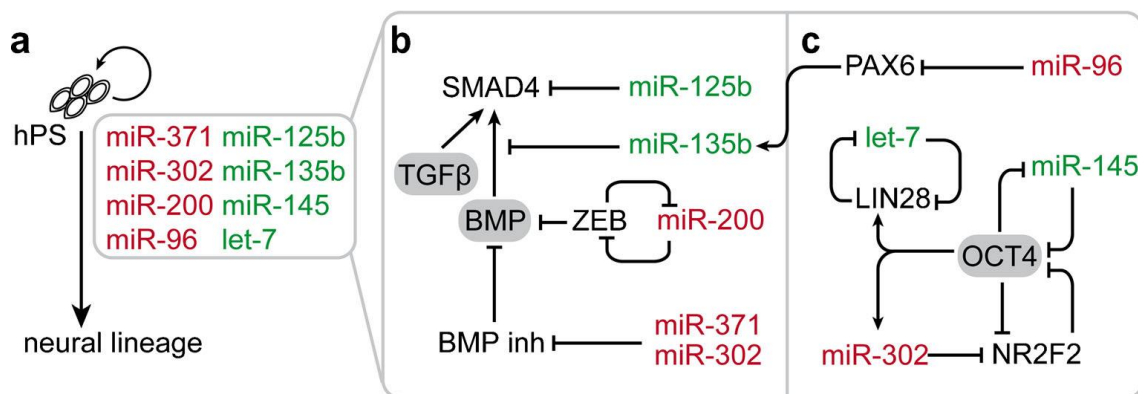 a
hPS
miR-371 miR-125b
miR-302 miR-135b
miR-200 miR-145
miR-96 let-7
neural lineage
b
SMAD4
miR-125b
miR-135b
TGFβ
BMP
ZEB
miR-200
BMP inh
miR-371
miR-302
c
PAX6
miR-96
let-7
miR-145
LIN28
OCT4
miR-302
NR2F2